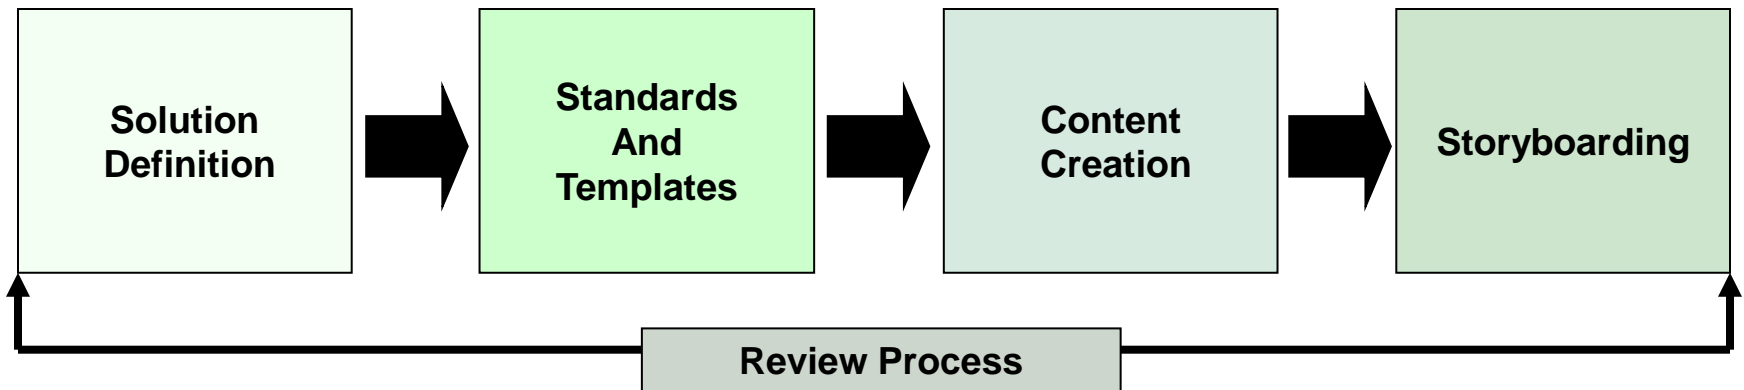 Solution
Definition
Standards
And
Templates
Content
Creation
Storyboarding
Review Process